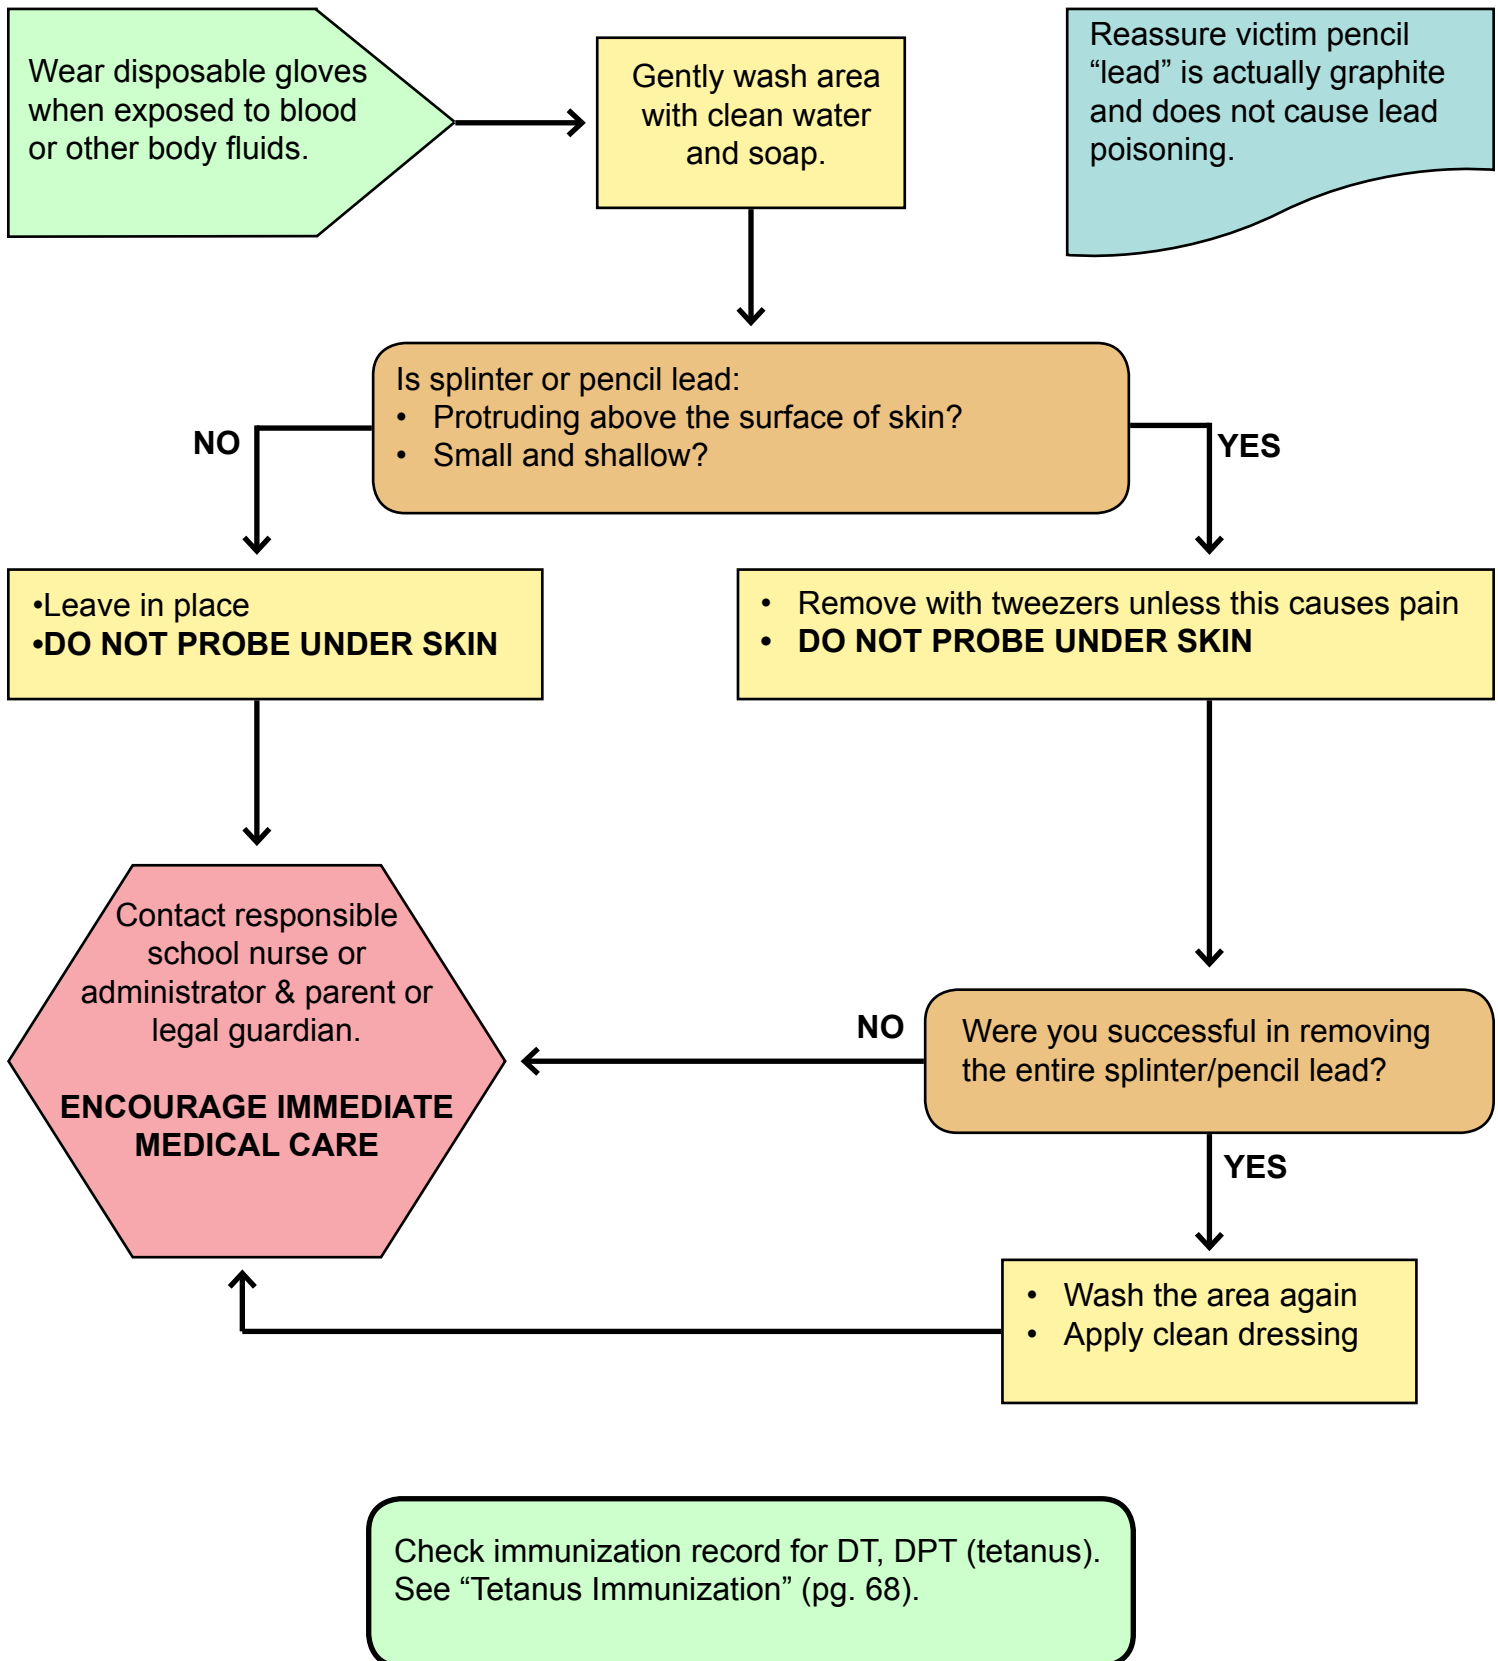 Wear disposable gloves
when exposed to blood
or other body fluids.
Gently wash area
with clean water
and soap.
Reassure victim pencil
“lead” is actually graphite
and does not cause lead
poisoning.
Is splinter or pencil lead:
• Protruding above the surface of skin?
• Small and shallow?
NO
YES
•Leave in place
•DO NOT PROBE UNDER SKIN
• Remove with tweezers unless this causes pain
• DO NOT PROBE UNDER SKIN
Contact responsible
school nurse or
administrator & parent or
legal guardian.
ENCOURAGE IMMEDIATE
MEDICAL CARE
NO
Were you successful in removing
the entire splinter/pencil lead?
YES
• Wash the area again
• Apply clean dressing
Check immunization record for DT, DPT (tetanus).
See “Tetanus Immunization” (pg. 68).